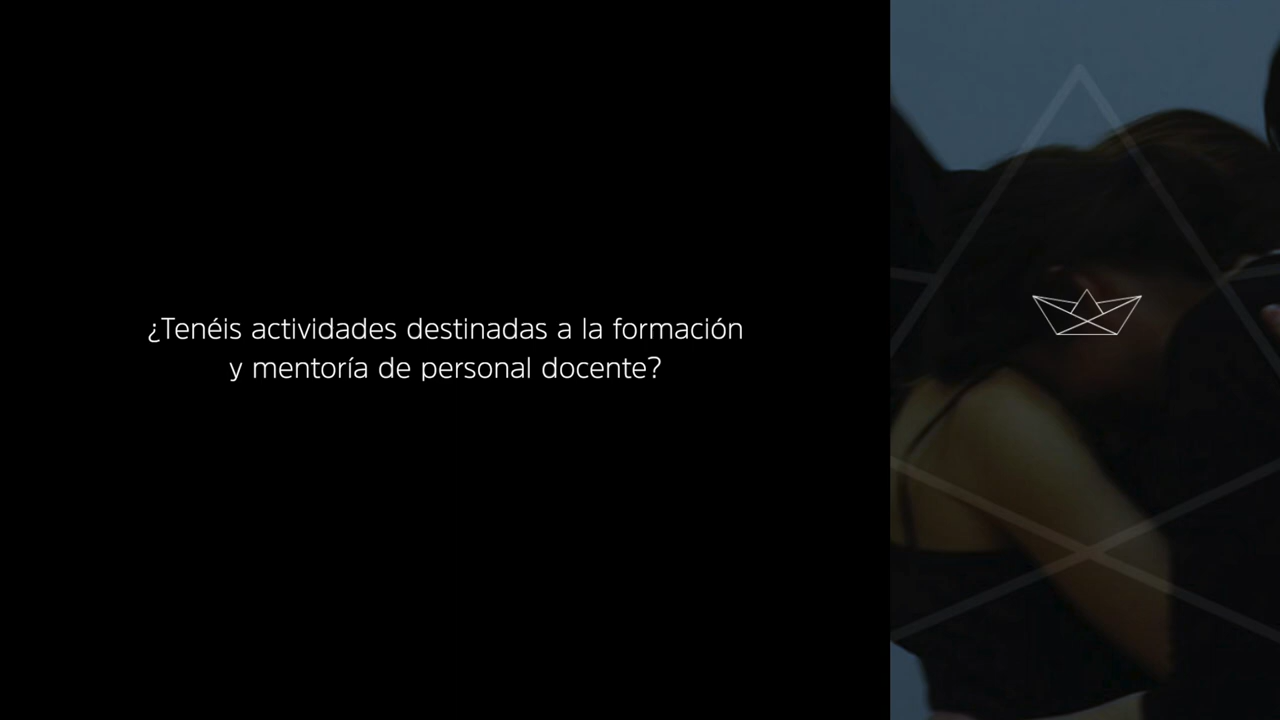 ¿Tenéis actividades destinadas a la formación
y mentoría de personal docente?